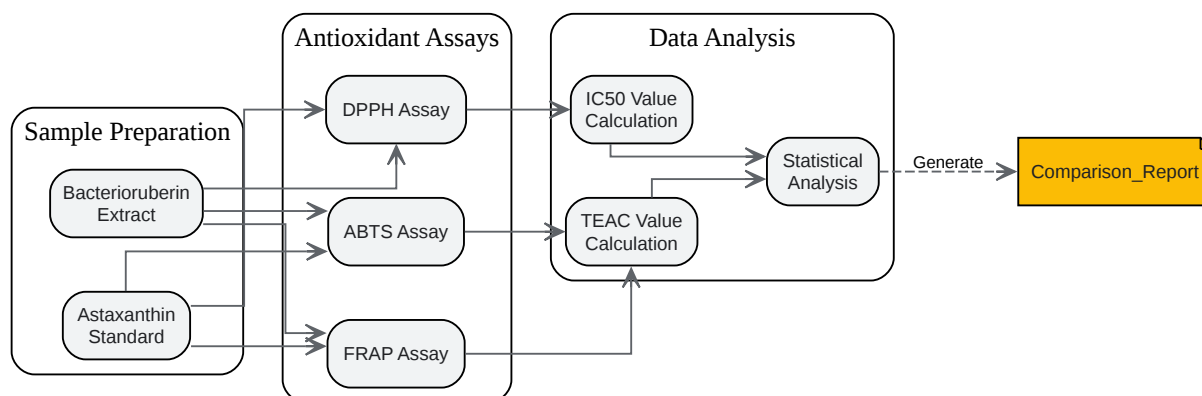 Sample Preparation
Bacterioruberin
Extract
Astaxanthin
Standard
Antioxidant Assays
DPPH Assay
ABTS Assay
FRAP Assay
Data Analysis
IC50 Value
Calculation
TEAC Value
Calculation
Statistical
Analysis
Generate
Comparison_Report